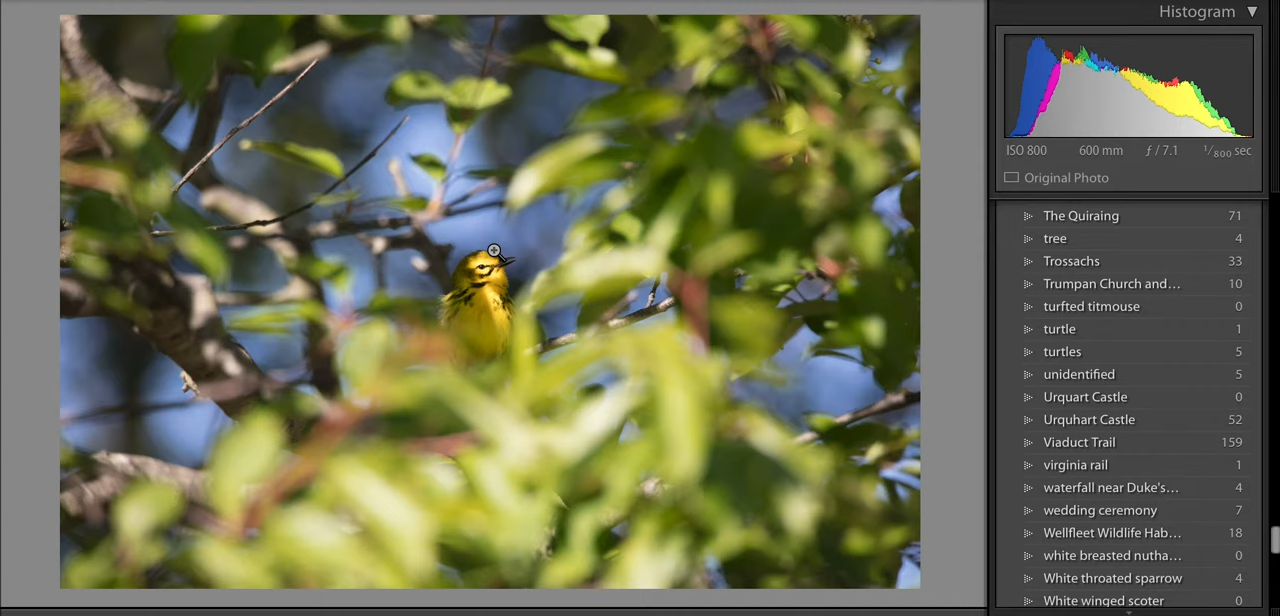 Histogram ▼
ISO 800 600 mm ƒ / 7.1 1/800 sec
Original Photo
The Quiraing 71
tree 4
Trossachs 33
Trumpan Church and... 10
turfted titmouse 0
turtle 1
turtles 5
unidentified 5
Urquart Castle 0
Urquhart Castle 52
Viaduct Trail 159
virginia rail 1
waterfall near Duke's... 4
wedding ceremony 7
Wellfleet Wildlife Hab... 18
white breasted nutha... 0
White throated sparrow 4
White winged scoter 0